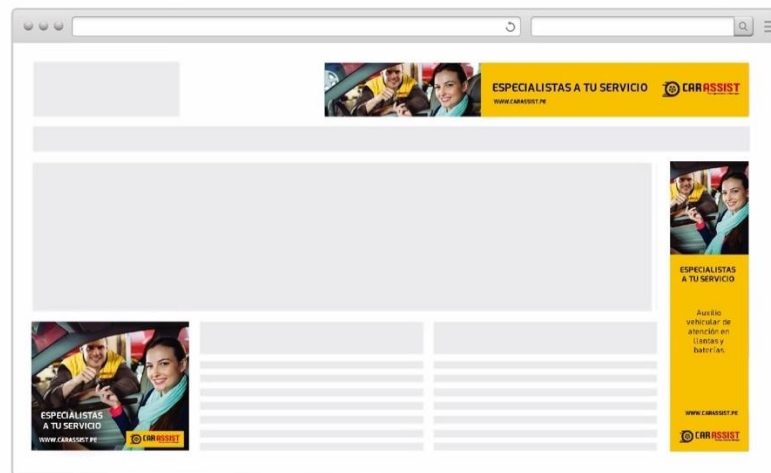 ESPECIALISTAS A TU SERVICIO
WWW.CARASSIST.PE
CARASSIST
ESPECIALISTAS
A TU SERVICIO
Auxilio
vehicular de
atención en
llantas y
baterías.
WWW.CARASSIST.PE
CARASSIST
ESPECIALISTAS
A TU SERVICIO
WWW.CARASSIST.PE
CARASSIST